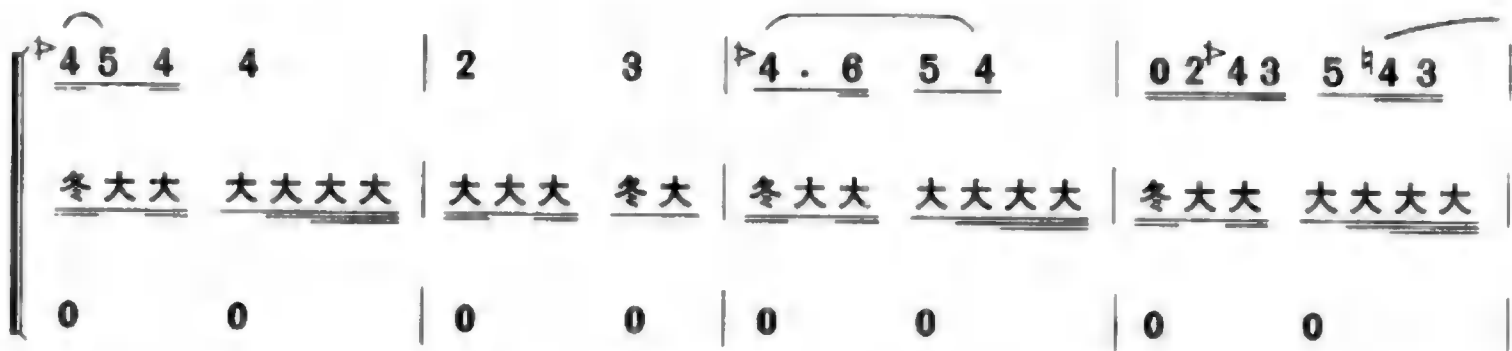 ♭4 5 4 4 | 2 3 | ♭4 . 6 5 4 | 0 2 ♭4 3 5 ♮4 3 |
冬大大 大大大大 | 大大大 冬大 | 冬大大 大大大大 | 冬大大 大大大大 |
0 0 | 0 0 | 0 0 | 0 0 |